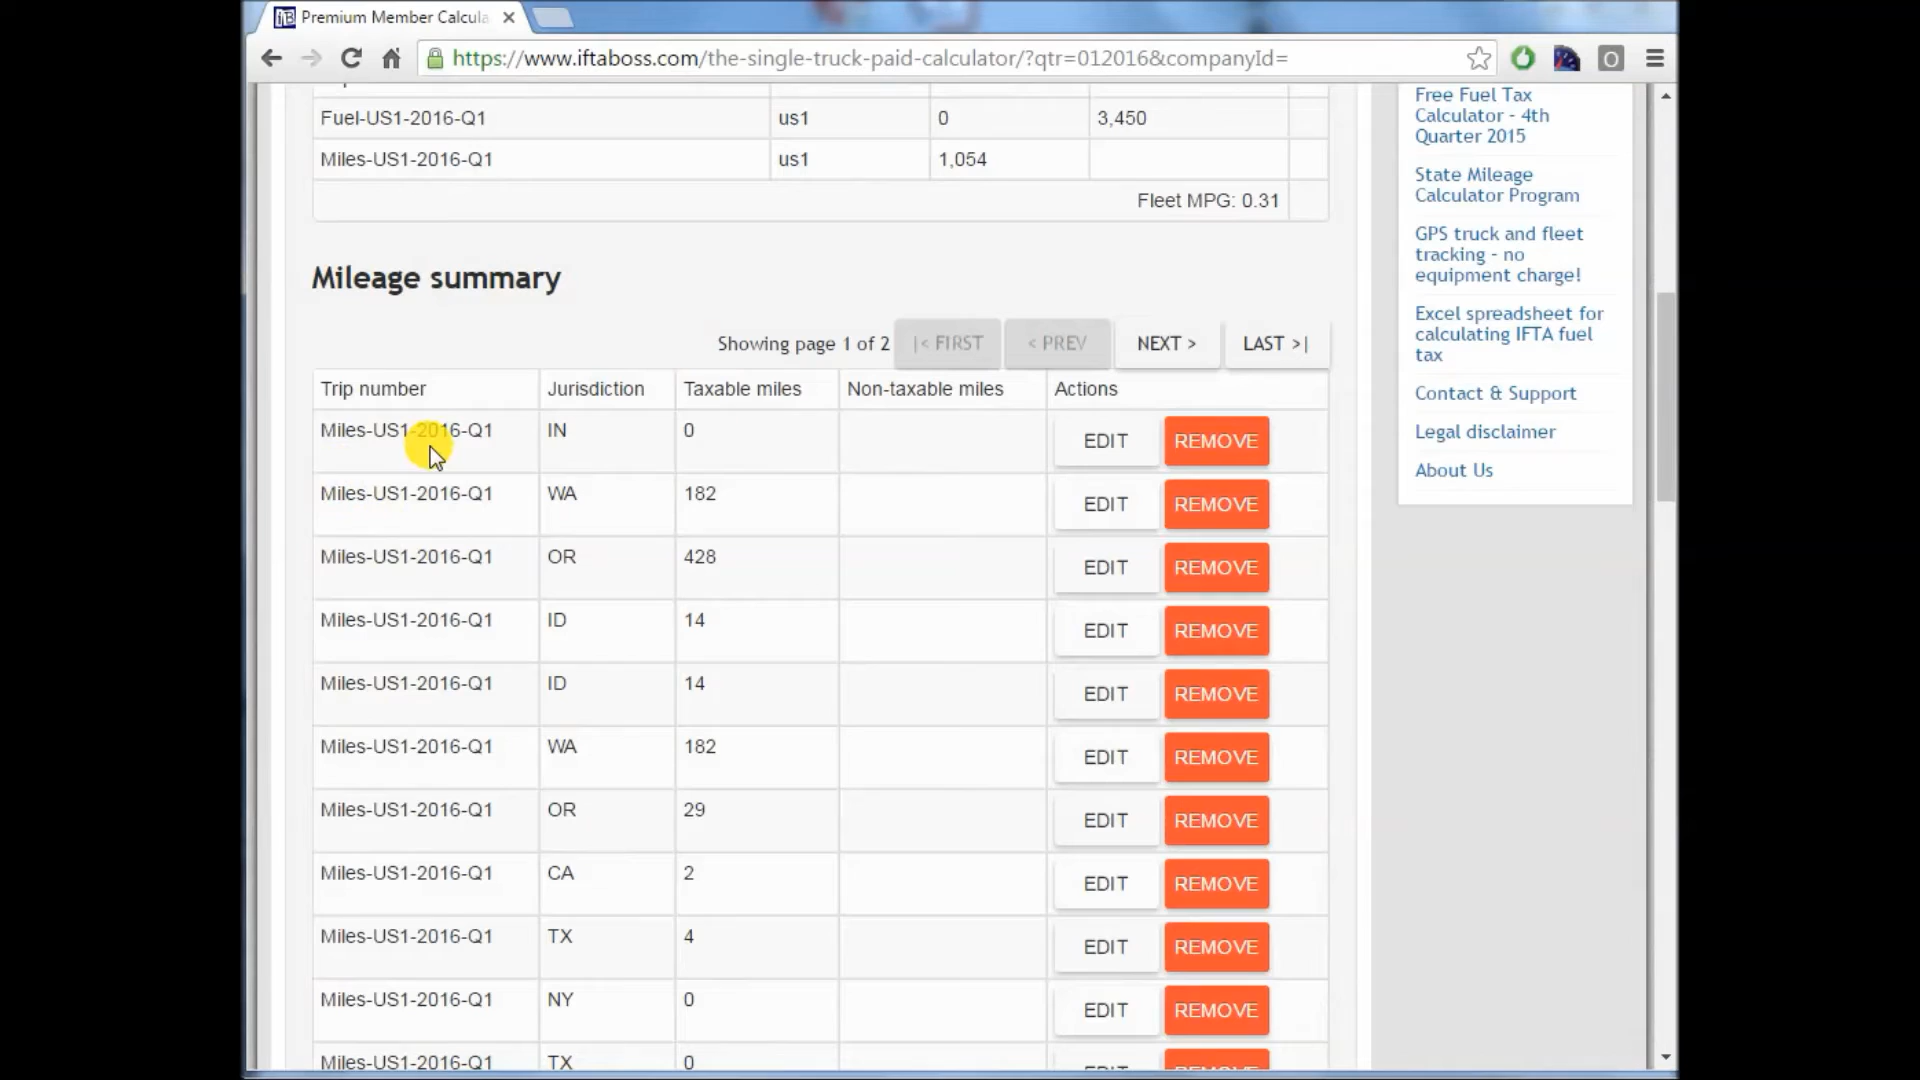 Premium Member Calcula
https://www.iftaboss.com/the-single-truck-paid-calculator/?qtr=012016&companyId=
Fuel-US1-2016-Q1 us1 0 3,450
Miles-US1-2016-Q1 us1 1,054
Fleet MPG: 0.31
Mileage summary
Showing page 1 of 2 |< FIRST < PREV NEXT > LAST >|
Trip number Jurisdiction Taxable miles Non-taxable miles Actions
Miles-US1-2016-Q1 IN 0 EDIT REMOVE
Miles-US1-2016-Q1 WA 182 EDIT REMOVE
Miles-US1-2016-Q1 OR 428 EDIT REMOVE
Miles-US1-2016-Q1 ID 14 EDIT REMOVE
Miles-US1-2016-Q1 ID 14 EDIT REMOVE
Miles-US1-2016-Q1 WA 182 EDIT REMOVE
Miles-US1-2016-Q1 OR 29 EDIT REMOVE
Miles-US1-2016-Q1 CA 2 EDIT REMOVE
Miles-US1-2016-Q1 TX 4 EDIT REMOVE
Miles-US1-2016-Q1 NY 0 EDIT REMOVE
Miles-US1-2016-Q1 TX 0 EDIT REMOVE
Free Fuel Tax
Calculator - 4th
Quarter 2015
State Mileage
Calculator Program
GPS truck and fleet
tracking - no
equipment charge!
Excel spreadsheet for
calculating IFTA fuel
tax
Contact & Support
Legal disclaimer
About Us